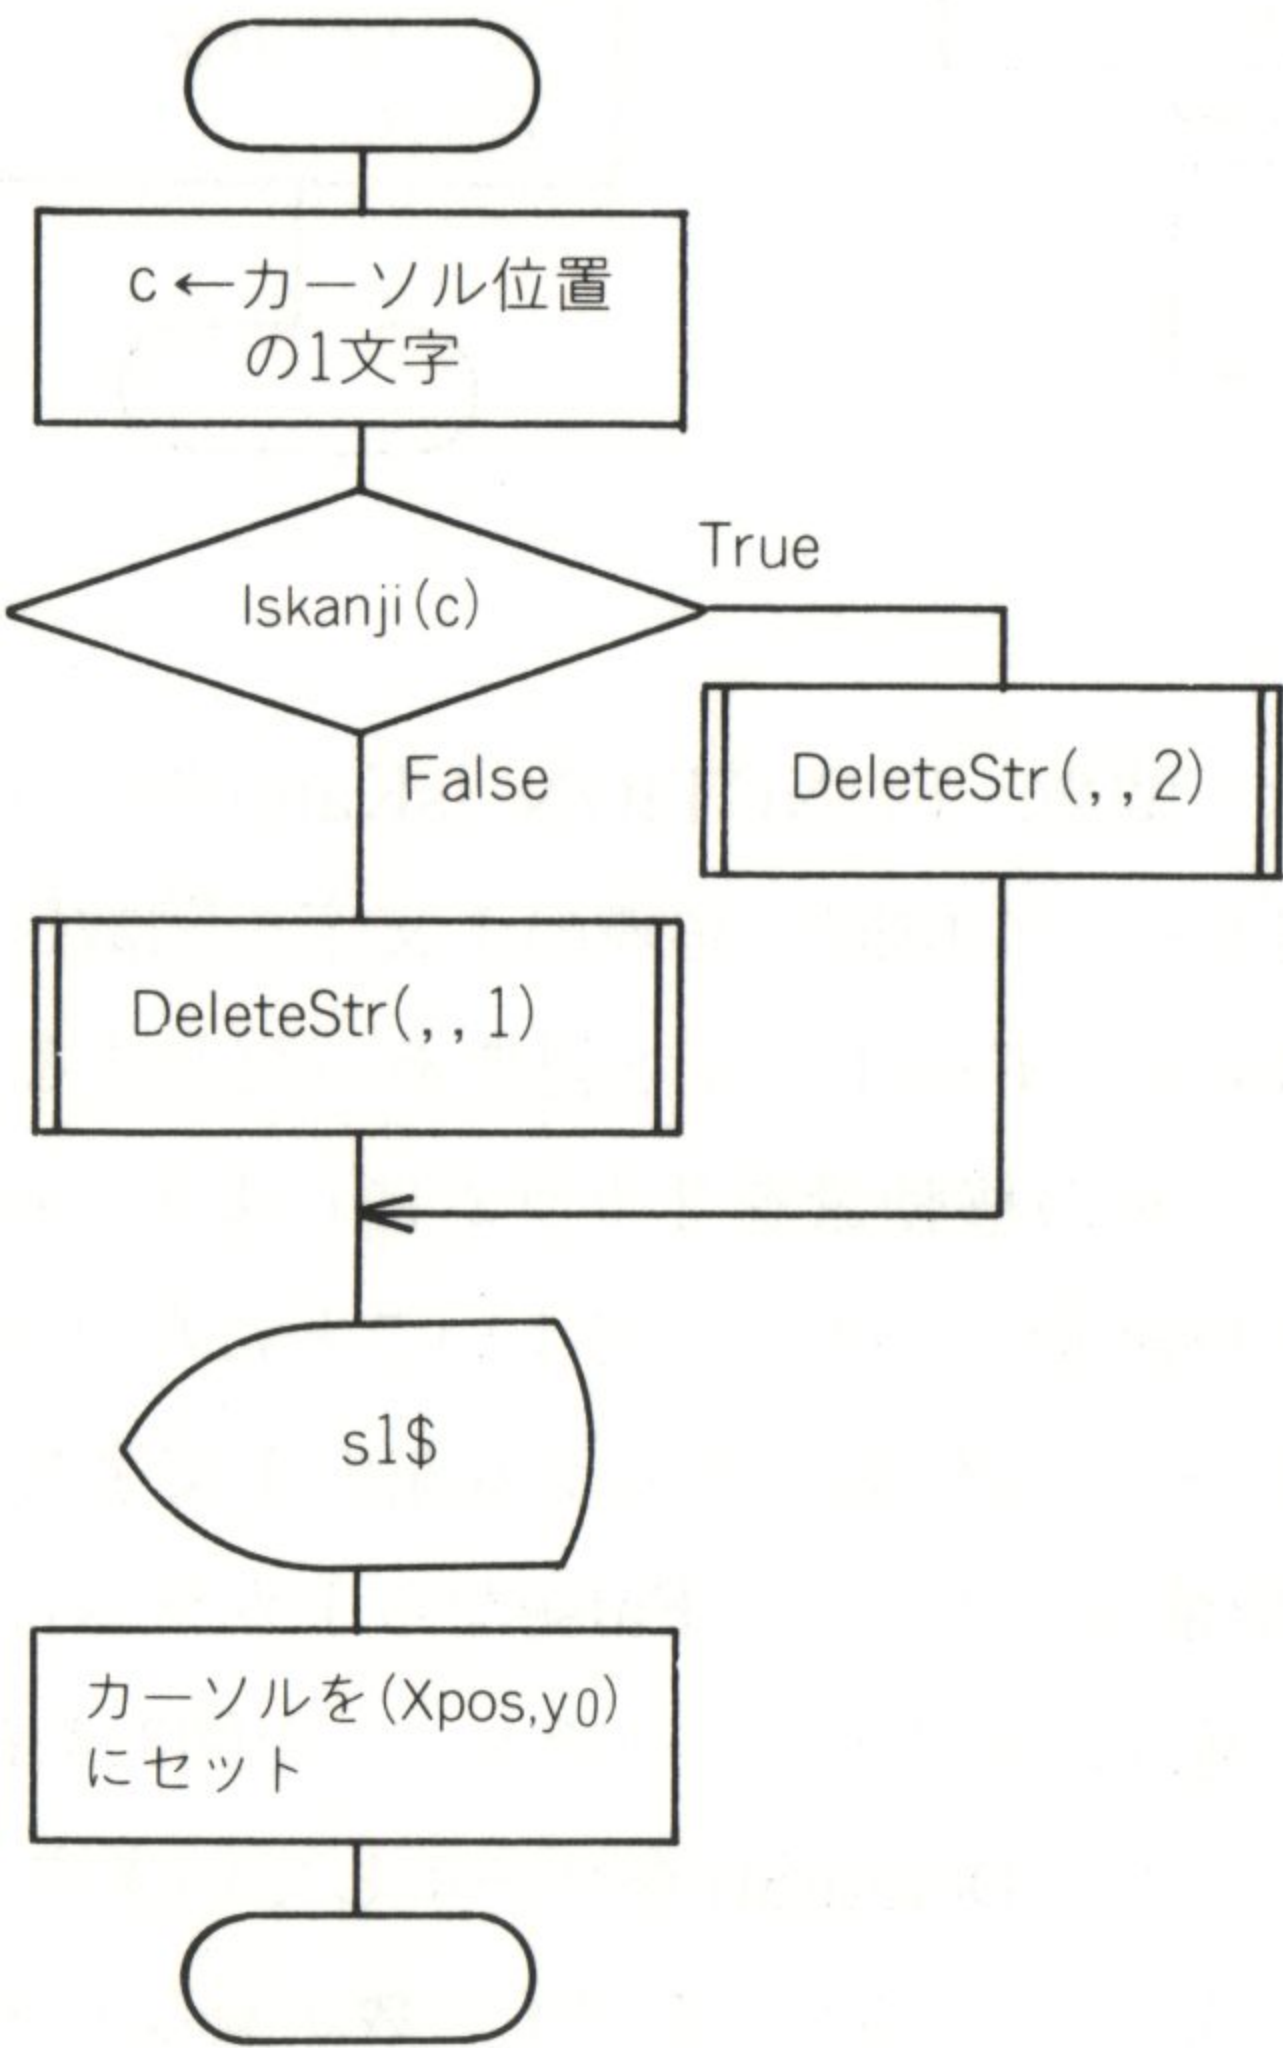 c←カーソル位置
の1文字
Iskanji(c)
True
False
DeleteStr(,,2)
DeleteStr(,,1)
s1$
カーソルを(Xpos,y0)
にセット